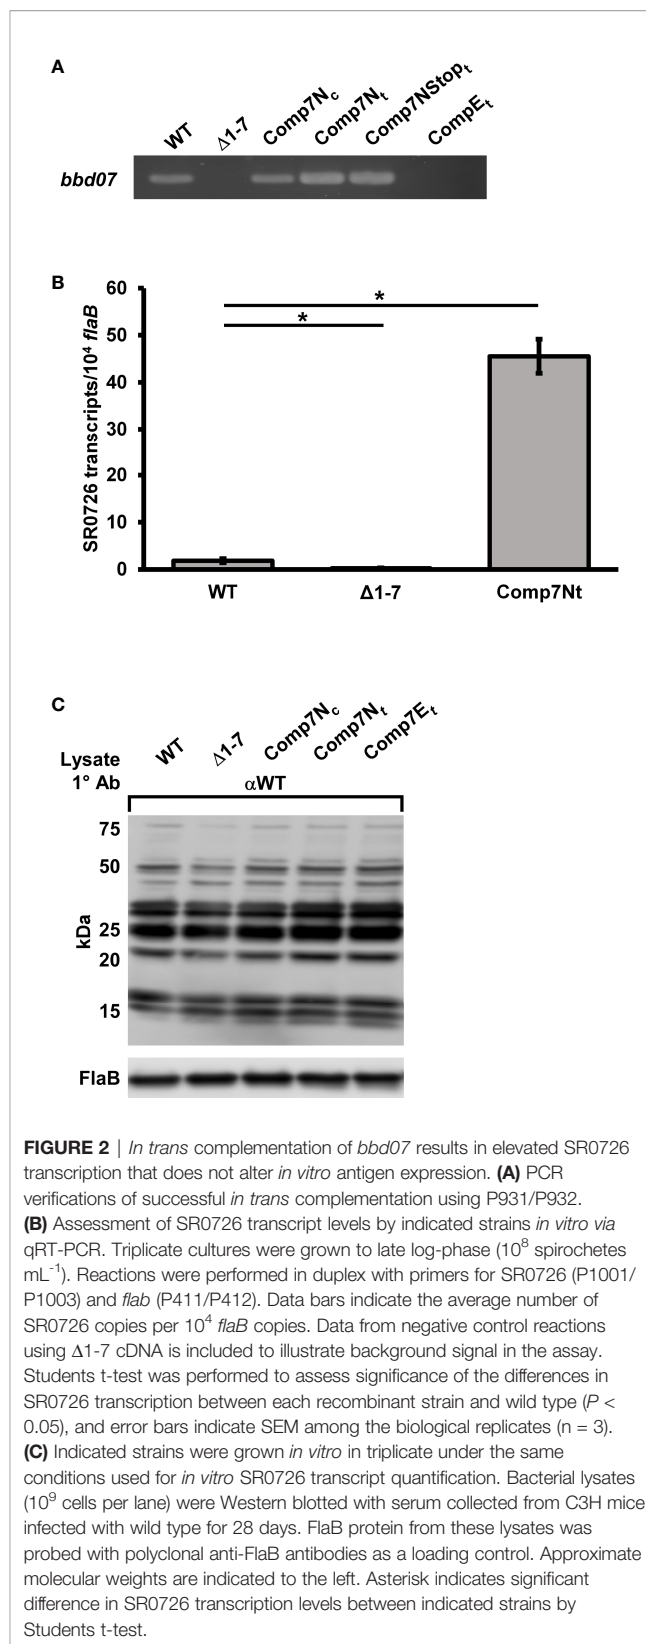 A
WT
Δ1-7
Comp7Nc
Comp7Nt
Comp7NStopt
CompEt
bbd07
B
60
50
40
30
20
10
0
SR0726 transcripts/10⁴ flaB
*
*
WT
Δ1-7
Comp7Nt
C
Lysate
WT
Δ1-7
Comp7Nc
Comp7Nt
Comp7Et
1° Ab
αWT
75
50
25
20
15
kDa
FlaB
FIGURE 2 | In trans complementation of bbd07 results in elevated SR0726
transcription that does not alter in vitro antigen expression. (A) PCR
verifications of successful in trans complementation using P931/P932.
(B) Assessment of SR0726 transcript levels by indicated strains in vitro via
qRT-PCR. Triplicate cultures were grown to late log-phase (10⁸ spirochetes
mL⁻¹). Reactions were performed in duplex with primers for SR0726 (P1001/
P1003) and flab (P411/P412). Data bars indicate the average number of
SR0726 copies per 10⁴ flaB copies. Data from negative control reactions
using Δ1-7 cDNA is included to illustrate background signal in the assay.
Students t-test was performed to assess significance of the differences in
SR0726 transcription between each recombinant strain and wild type (P <
0.05), and error bars indicate SEM among the biological replicates (n = 3).
(C) Indicated strains were grown in vitro in triplicate under the same
conditions used for in vitro SR0726 transcript quantification. Bacterial lysates
(10⁹ cells per lane) were Western blotted with serum collected from C3H mice
infected with wild type for 28 days. FlaB protein from these lysates was
probed with polyclonal anti-FlaB antibodies as a loading control. Approximate
molecular weights are indicated to the left. Asterisk indicates significant
difference in SR0726 transcription levels between indicated strains by
Students t-test.